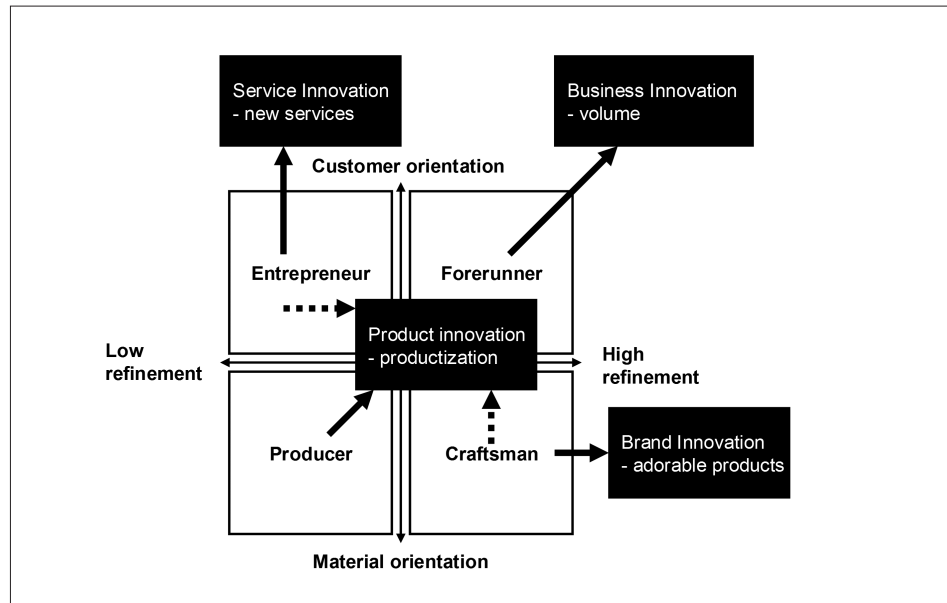 Service Innovation
- new services
Business Innovation
- volume
Customer orientation
Entrepreneur
Forerunner
Product innovation
- productization
Low
refinement
High
refinement
Producer
Craftsman
Brand Innovation
- adorable products
Material orientation